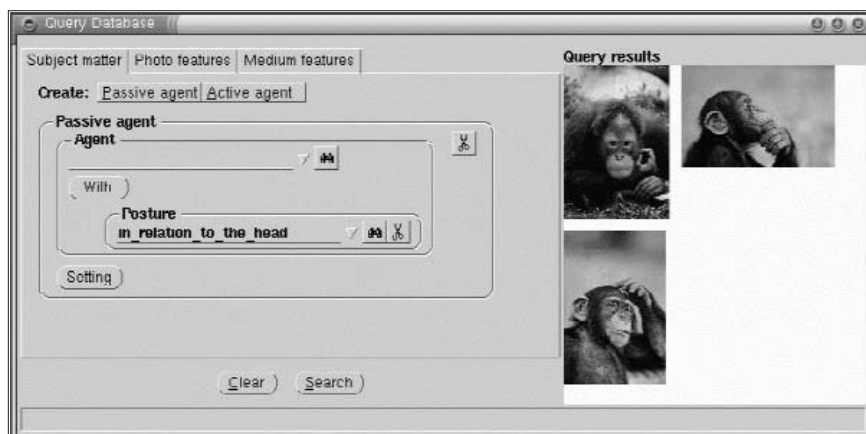 Query Database
Subject matter Photo features Medium features
Query results
Create: Passive agent Active agent
Passive agent
Agent
With
Posture
in_relation_to_the_head
Setting
Clear Search